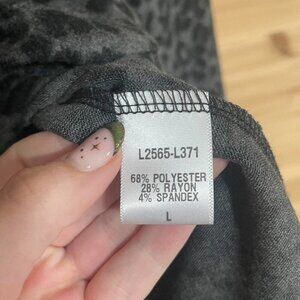 L2565-L371
68% POLYESTER
28% RAYON
4% SPANDEX
L